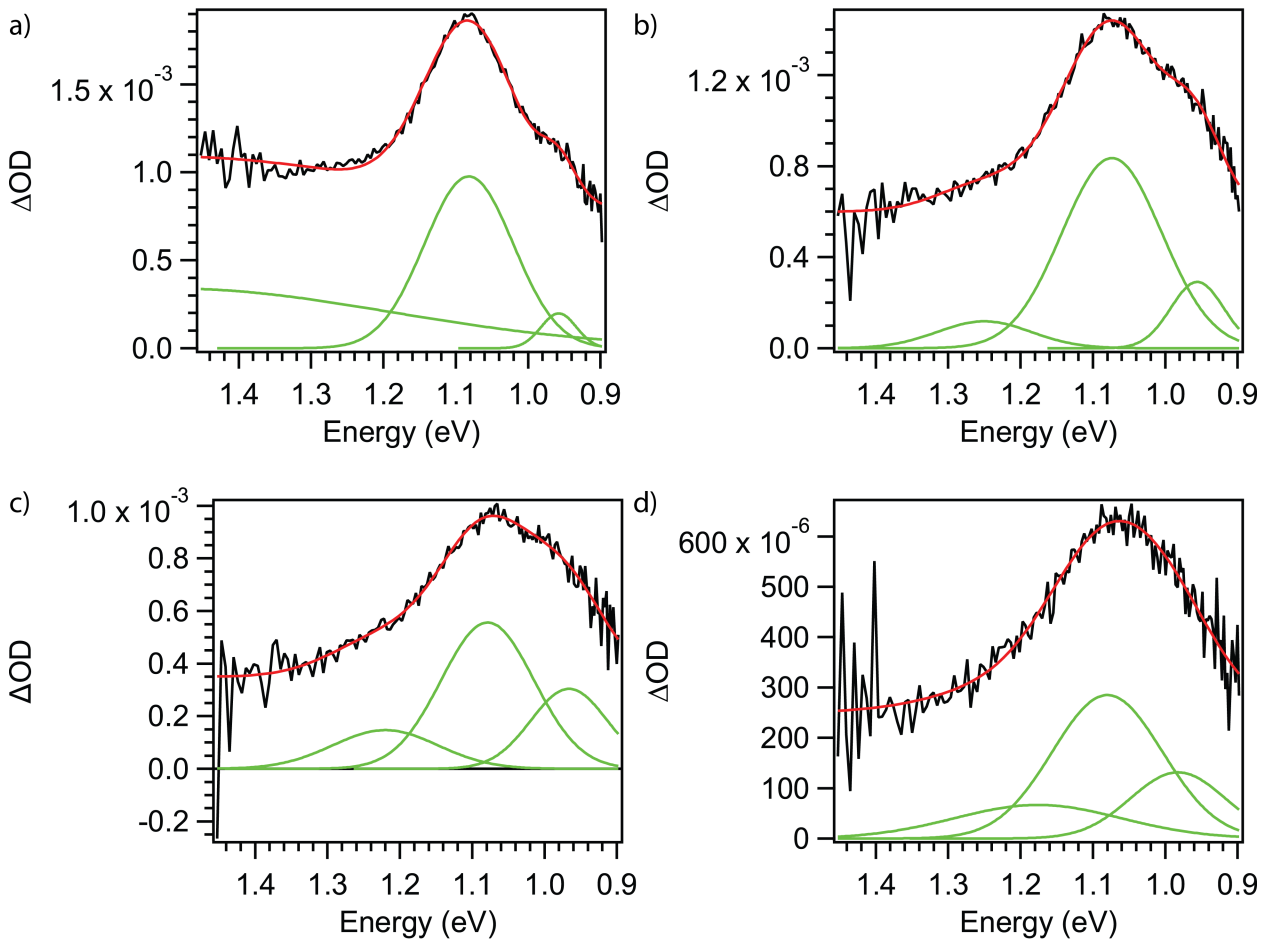 a)
1.5 x 10⁻³
1.0
0.5
0.0
ΔOD
1.4 1.3 1.2 1.1 1.0 0.9
Energy (eV)
b)
1.2 x 10⁻³
0.8
0.4
0.0
ΔOD
1.4 1.3 1.2 1.1 1.0 0.9
Energy (eV)
c)
1.0 x 10⁻³
0.8
0.6
0.4
0.2
0.0
-0.2
ΔOD
1.4 1.3 1.2 1.1 1.0 0.9
Energy (eV)
d)
600 x 10⁻⁶
500
400
300
200
100
0
ΔOD
1.4 1.3 1.2 1.1 1.0 0.9
Energy (eV)